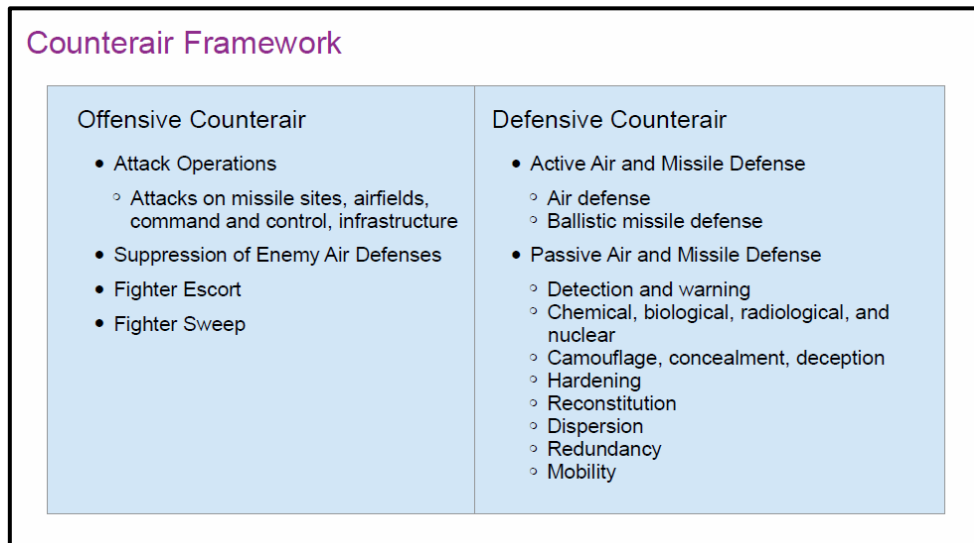 Counterair Framework
Offensive Counterair
• Attack Operations
◦ Attacks on missile sites, airfields,
command and control, infrastructure
• Suppression of Enemy Air Defenses
• Fighter Escort
• Fighter Sweep
Defensive Counterair
• Active Air and Missile Defense
◦ Air defense
◦ Ballistic missile defense
• Passive Air and Missile Defense
◦ Detection and warning
◦ Chemical, biological, radiological, and
nuclear
◦ Camouflage, concealment, deception
◦ Hardening
◦ Reconstitution
◦ Dispersion
◦ Redundancy
◦ Mobility